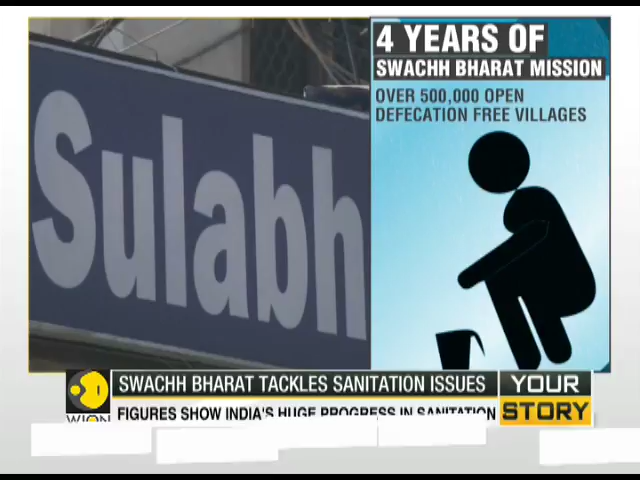 Sulabh
4 YEARS OF
SWACHH BHARAT MISSION
OVER 500,000 OPEN
DEFECATION FREE VILLAGES
SWACHH BHARAT TACKLES SANITATION ISSUES
FIGURES SHOW INDIA'S HUGE PROGRESS IN SANITATION
WION
YOUR
STORY